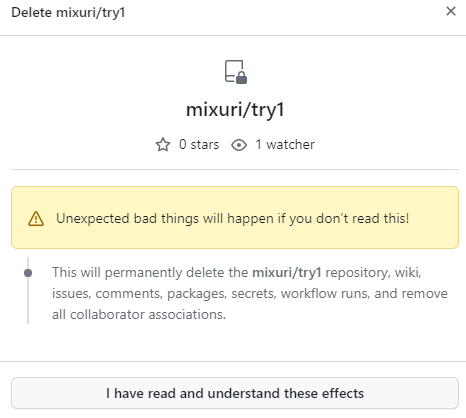 Delete mixuri/try1
mixuri/try1
0 stars 1 watcher
Unexpected bad things will happen if you don’t read this!
This will permanently delete the mixuri/try1 repository, wiki,
issues, comments, packages, secrets, workflow runs, and remove
all collaborator associations.
I have read and understand these effects